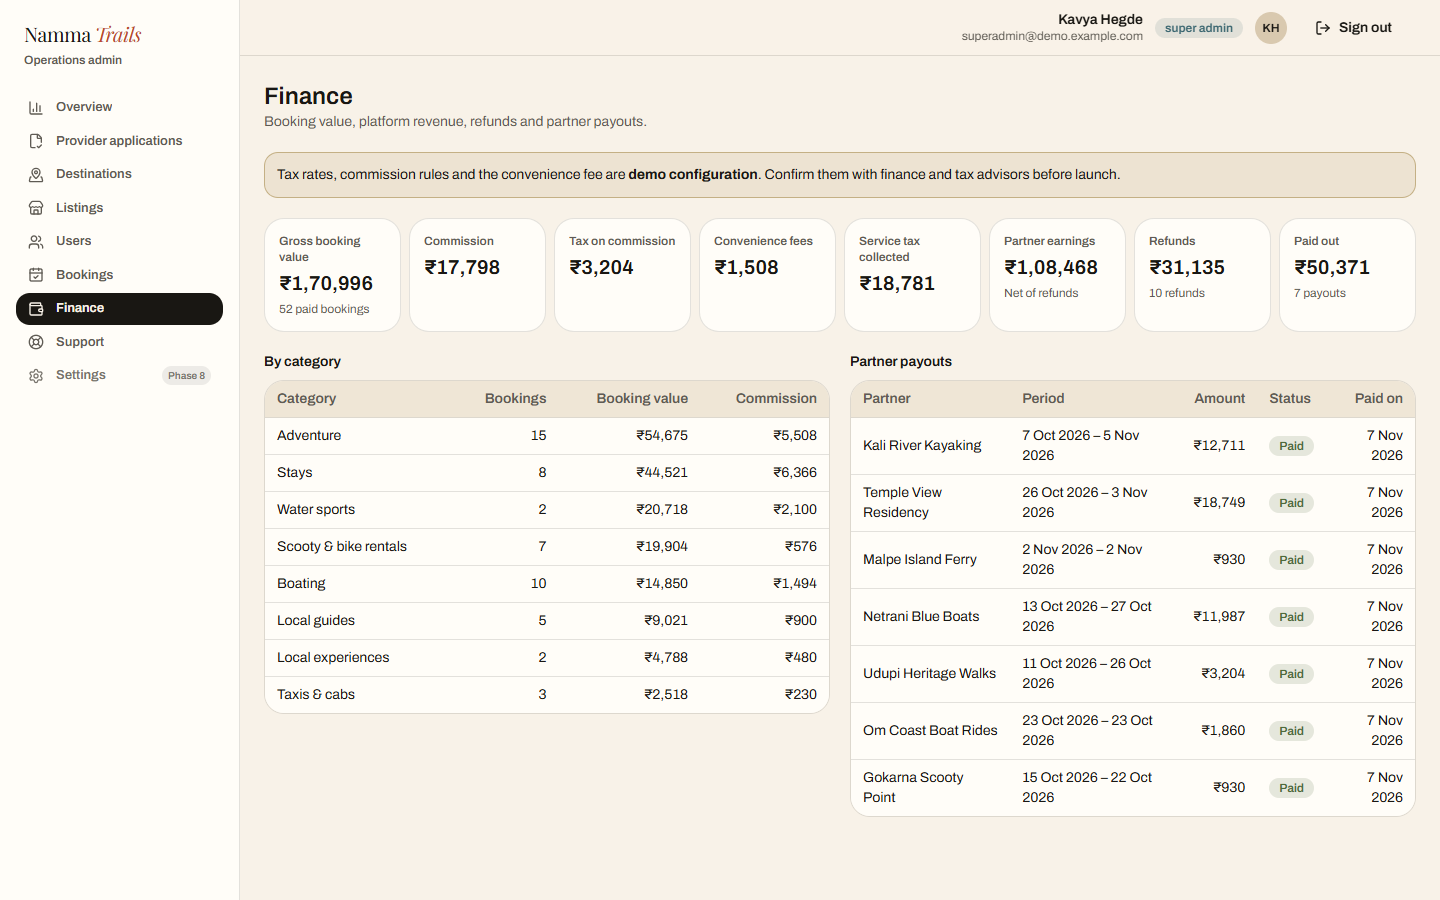 Namma Trails
Operations admin
Overview
Provider applications
Destinations
Listings
Users
Bookings
Finance
Support
Settings Phase 8
Kavya Hegde
superadmin@demo.example.com
super admin
KH
Sign out
Finance
Booking value, platform revenue, refunds and partner payouts.
Tax rates, commission rules and the convenience fee are demo configuration. Confirm them with finance and tax advisors before launch.
Gross booking
value
₹1,70,996
52 paid bookings
Commission
₹17,798
Tax on commission
₹3,204
Convenience fees
₹1,508
Service tax
collected
₹18,781
Partner earnings
₹1,08,468
Net of refunds
Refunds
₹31,135
10 refunds
Paid out
₹50,371
7 payouts
By category
Category Bookings Booking value Commission
Adventure 15 ₹54,675 ₹5,508
Stays 8 ₹44,521 ₹6,366
Water sports 2 ₹20,718 ₹2,100
Scooty & bike rentals 7 ₹19,904 ₹576
Boating 10 ₹14,850 ₹1,494
Local guides 5 ₹9,021 ₹900
Local experiences 2 ₹4,788 ₹480
Taxis & cabs 3 ₹2,518 ₹230
Partner payouts
Partner Period Amount Status Paid on
Kali River Kayaking 7 Oct 2026 – 5 Nov 2026 ₹12,711 Paid 7 Nov 2026
Temple View Residency 26 Oct 2026 – 3 Nov 2026 ₹18,749 Paid 7 Nov 2026
Malpe Island Ferry 2 Nov 2026 – 2 Nov 2026 ₹930 Paid 7 Nov 2026
Netrani Blue Boats 13 Oct 2026 – 27 Oct 2026 ₹11,987 Paid 7 Nov 2026
Udupi Heritage Walks 11 Oct 2026 – 26 Oct 2026 ₹3,204 Paid 7 Nov 2026
Om Coast Boat Rides 23 Oct 2026 – 23 Oct 2026 ₹1,860 Paid 7 Nov 2026
Gokarna Scooty Point 15 Oct 2026 – 22 Oct 2026 ₹930 Paid 7 Nov 2026